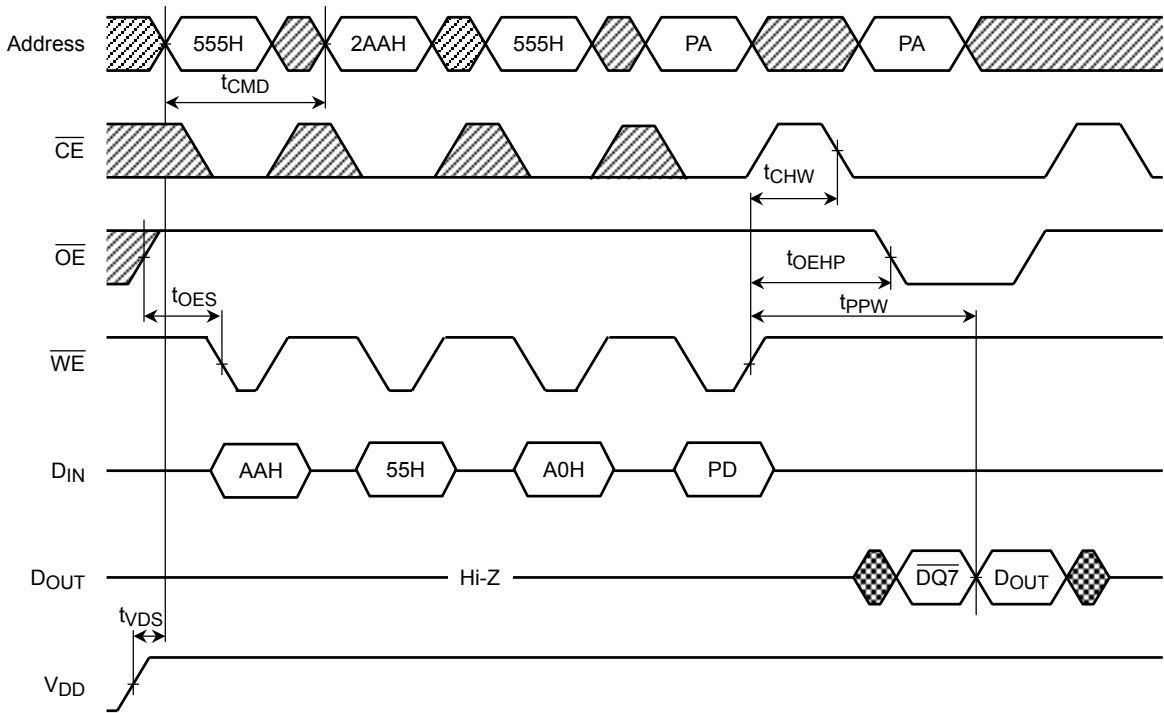 Address 555H 2AAH 555H PA PA
tCMD
CE
tCHW
OE
tOEHP
tOES
tPPW
WE
DIN AAH 55H A0H PD
DOUT Hi-Z DQ7 DOUT
tVDS
VDD